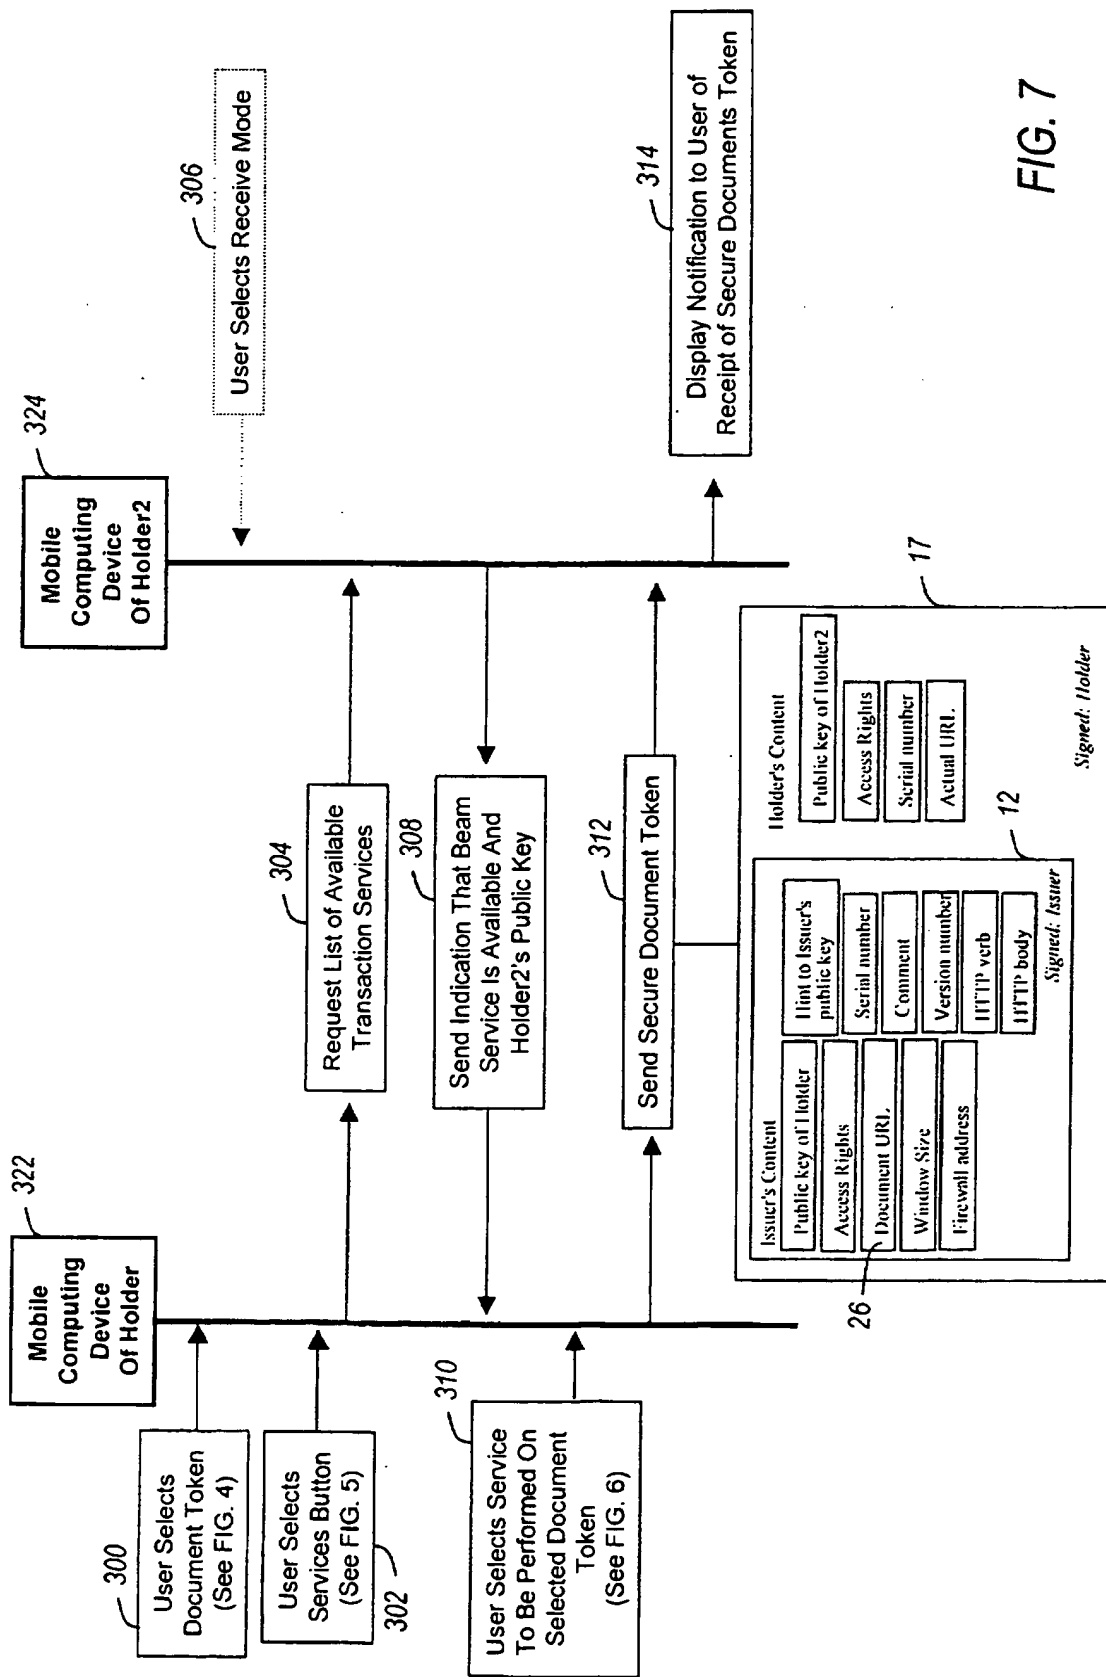 322
Mobile
Computing
Device
Of Holder
324
Mobile
Computing
Device
Of Holder2
300
User Selects
Document Token
(See FIG. 4)
306
User Selects Receive Mode
302
User Selects
Services Button
(See FIG. 5)
304
Request List of Available
Transaction Services
308
Send Indication That Beam
Service Is Available And
Holder2's Public Key
310
User Selects Service
To Be Performed On
Selected Document
Token
(See FIG. 6)
312
Send Secure Document Token
314
Display Notification to User of
Receipt of Secure Documents Token
17
12
26
Issuer's Content
Public key of Holder
Access Rights
Document URL
Window Size
Firewall address
Hint to Issuer's
public key
Serial number
Comment
Version number
HTTP verb
HTTP body
Signed: Issuer
Holder's Content
Public key of Holder2
Access Rights
Serial number
Actual URL
Signed: Holder
FIG. 7